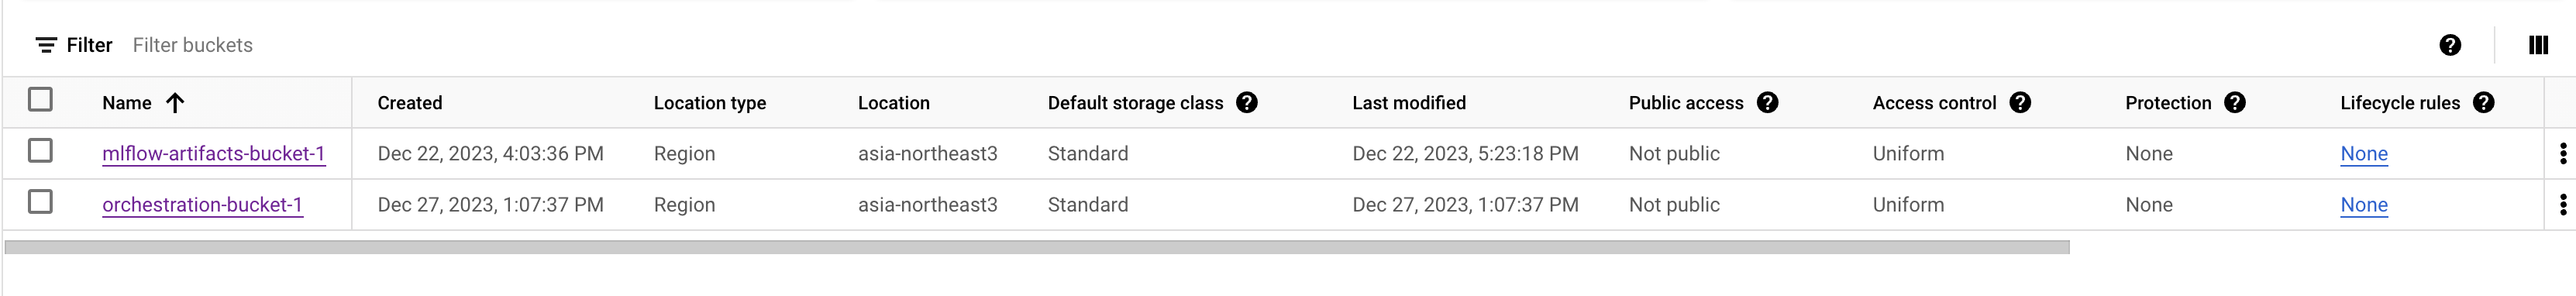 Filter Filter buckets
Name Created Location type Location Default storage class Last modified Public access Access control Protection Lifecycle rules
mlflow-artifacts-bucket-1 Dec 22, 2023, 4:03:36 PM Region asia-northeast3 Standard Dec 22, 2023, 5:23:18 PM Not public Uniform None None
orchestration-bucket-1 Dec 27, 2023, 1:07:37 PM Region asia-northeast3 Standard Dec 27, 2023, 1:07:37 PM Not public Uniform None None